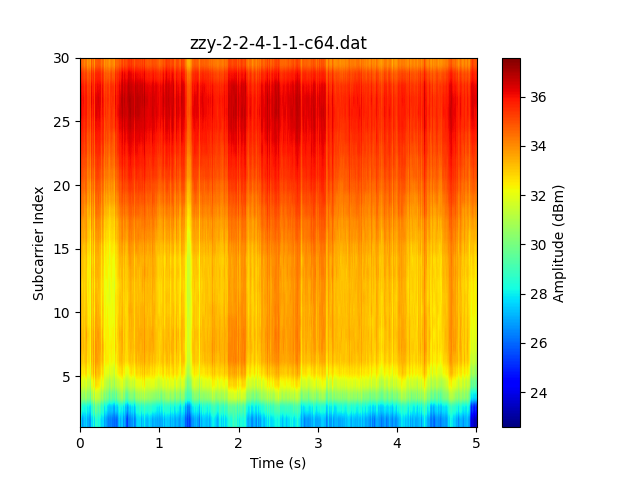 zzy-2-2-4-1-1-c64.dat
30
25
20
15
10
5
Subcarrier Index
0 1 2 3 4 5
Time (s)
36
34
32
30
28
26
24
Amplitude (dBm)